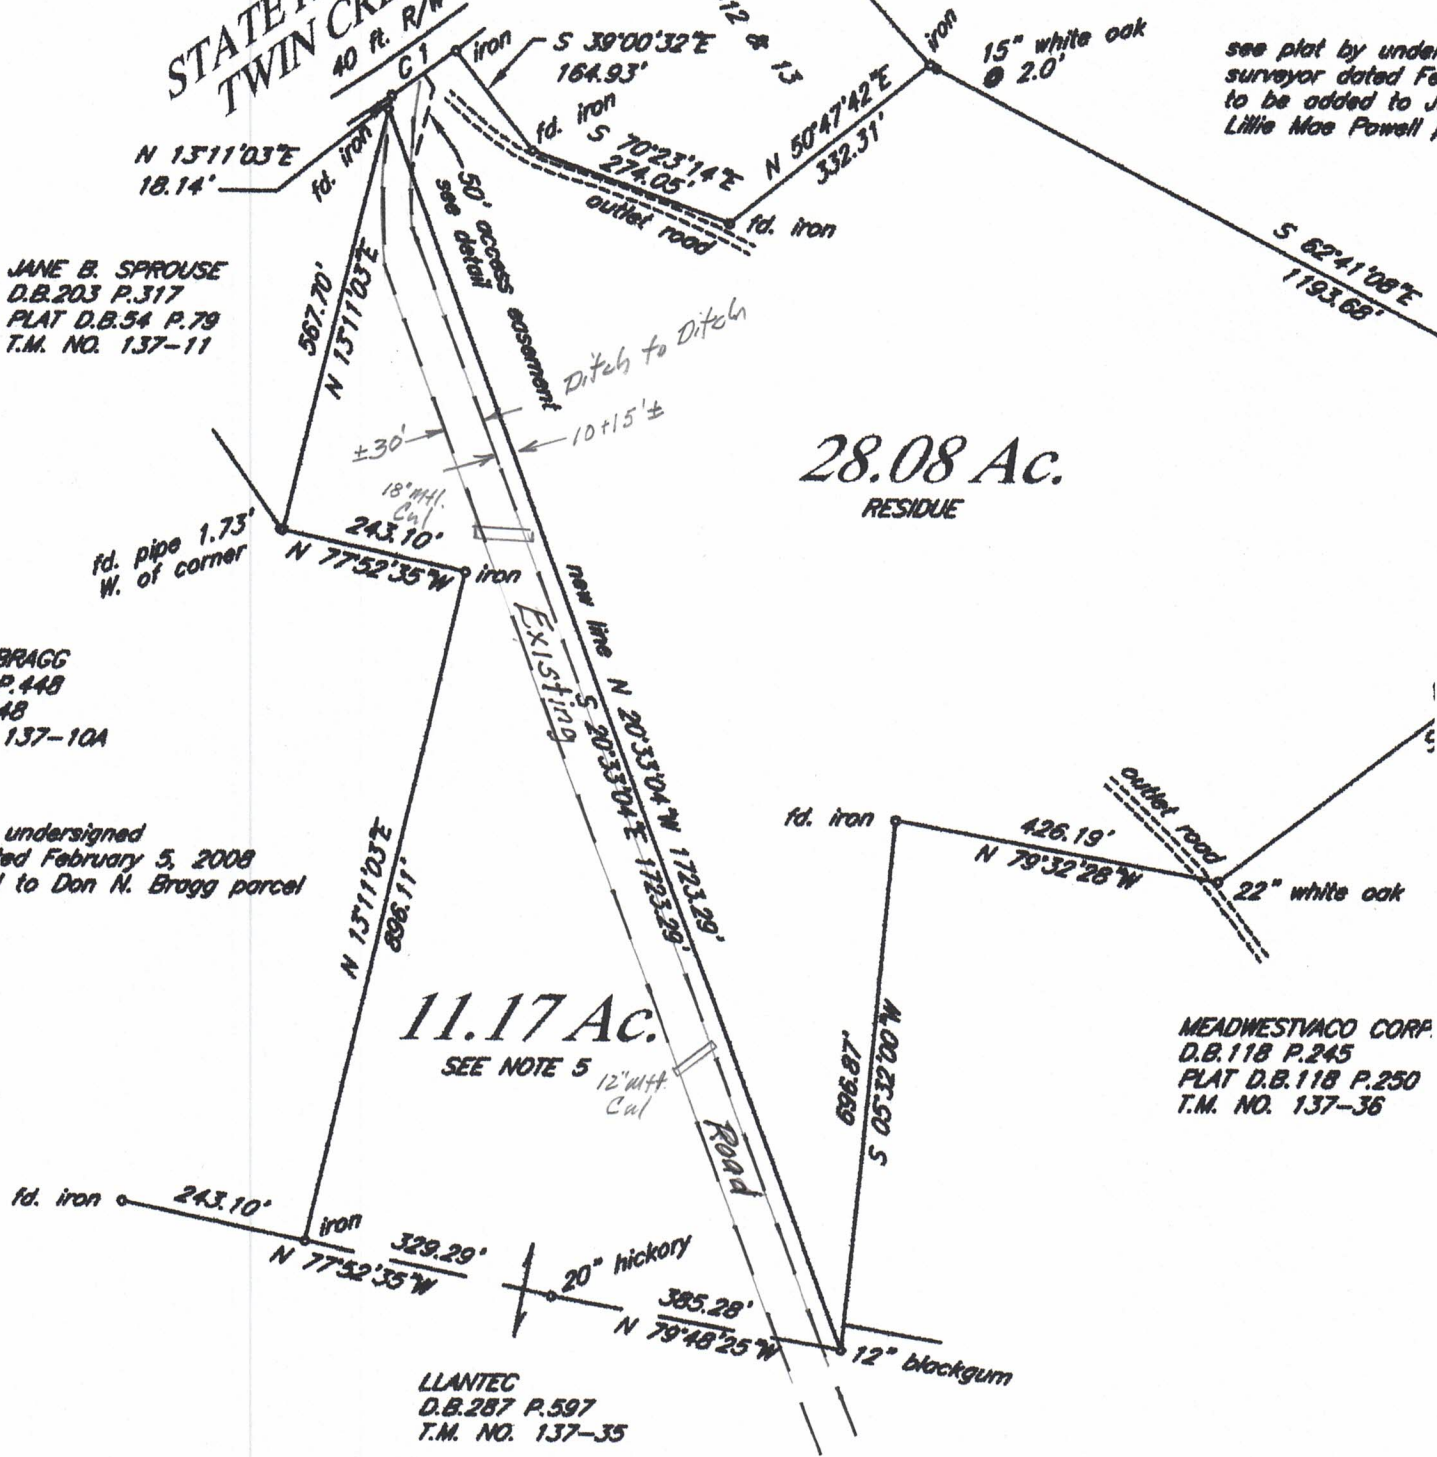 STATE
TWIN CRE
40 ft. R/W
C 1
iron
S 39°00'32"E
164.93'
12 & 13
iron
15" white oak
@ 2.0'
see plat by under
surveyor dated Fe
to be added to J
Lillie Mae Powell
N 13°11'03"E
18.14'
fd. iron
fd. iron
S 70°23'14"E
274.05'
outlet road
N 50°47'42"E
332.31'
fd. iron
50' access easement
see detail
S 62°41'08"E
1193.68'
JANE B. SPROUSE
D.B.203 P.317
PLAT D.B.54 P.79
T.M. NO. 137-11
567.70'
N 13°11'03"E
Ditch to Ditch
±30'
10+15'±
28.08 Ac.
RESIDUE
18" Mtl.
Cul
fd. pipe 1.73'
W. of corner
243.10'
N 77°52'35"W
iron
Existing
new line N 20°33'04"W 1723.29'
S 20°33'04"E 1723.29'
BRAGG
P.448
48
137-10A
undersigned
ted February 5, 2008
to Don N. Bragg parcel
N 13°11'03"E
896.11'
fd. iron
426.19'
N 79°32'28"W
outlet road
22" white oak
11.17 Ac.
SEE NOTE 5
12" Mtl.
Cul
696.87'
S 05°32'00"W
MEADWESTVACO CORP.
D.B.118 P.245
PLAT D.B.118 P.250
T.M. NO. 137-36
Road
fd. iron
243.10'
iron
N 77°52'35"W
329.29'
20" hickory
385.28'
N 79°48'25"W
12" blackgum
LLANTEC
D.B.287 P.597
T.M. NO. 137-35